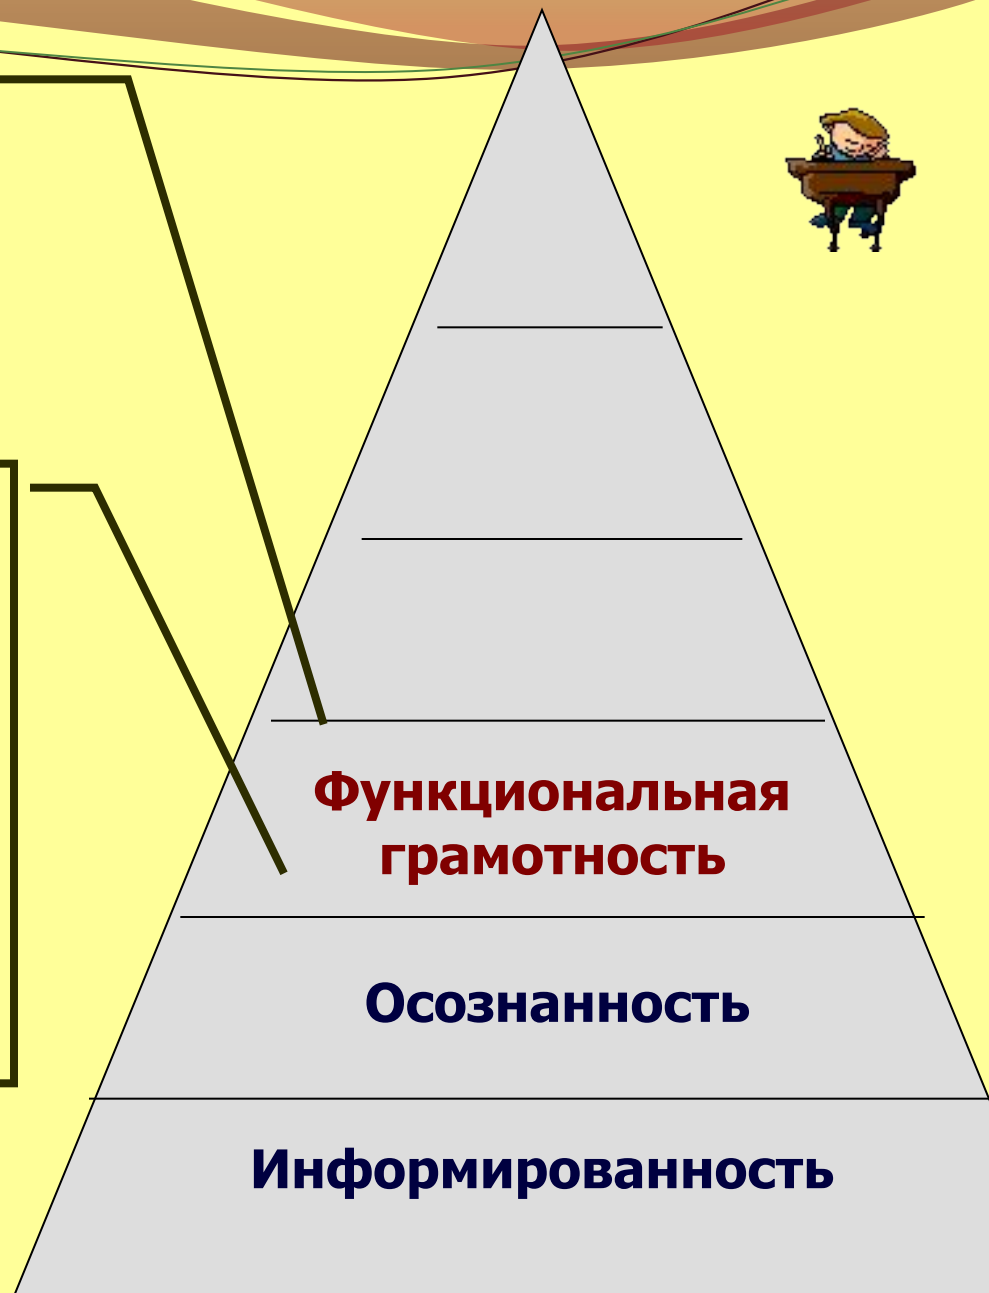 Функциональная
грамотность
Осознанность
Информированность